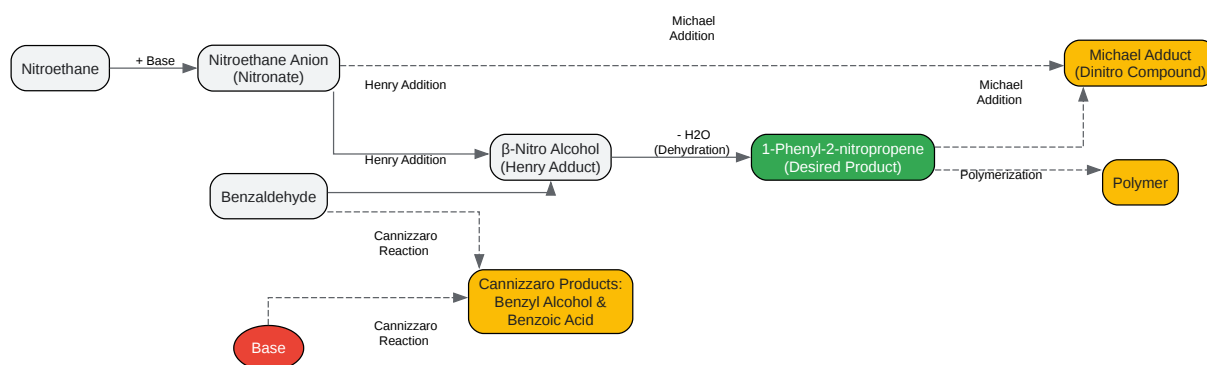 Michael
Addition
Nitroethane
+ Base
Nitroethane Anion
(Nitronate)
Henry Addition
Michael Adduct
(Dinitro Compound)
Michael
Addition
Henry Addition
β-Nitro Alcohol
(Henry Adduct)
- H2O
(Dehydration)
1-Phenyl-2-nitropropene
(Desired Product)
Polymerization
Polymer
Benzaldehyde
Cannizzaro
Reaction
Cannizzaro Products:
Benzyl Alcohol &
Benzoic Acid
Cannizzaro
Reaction
Base